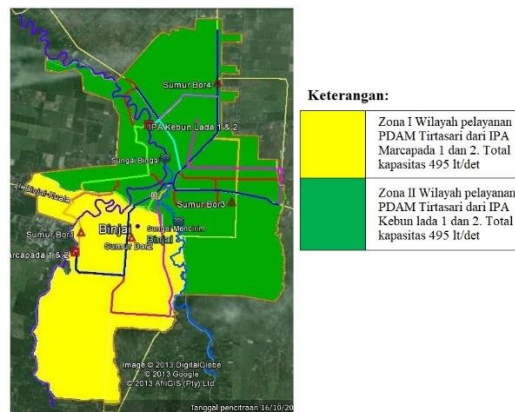 Sumur Bor4
IPA Kebun Lada 1 & 2
Sungai Bingai
Sumur Bor3
Sungai Mencirim
Binjai
Binjai
Sumur Bor1
Sumur Bor2
Marcapada 1 & 2
Image © 2013 DigitalGlobe
© 2013 Google
© 2013 AfriGIS (Pty) Ltd.
Tanggal pencitraan 16/10/20
Keterangan:
Zona I Wilayah pelayanan
PDAM Tirtasari dari IPA
Marcapada 1 dan 2. Total
kapasitas 495 lt/det
Zona II Wilayah pelayanan
PDAM Tirtasari dari IPA
Kebun lada 1 dan 2. Total
kapasitas 495 lt/det